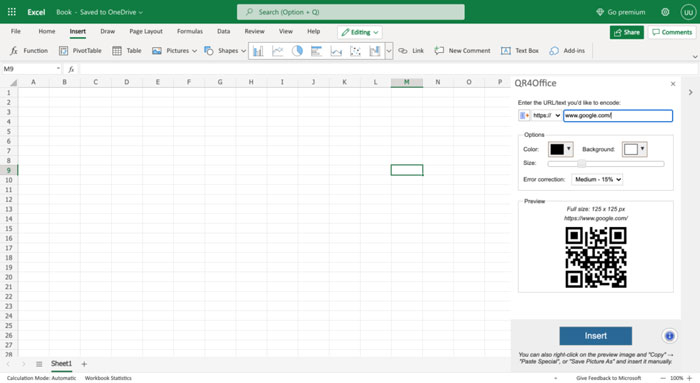 Excel Book - Saved to OneDrive Search (Option + Q) Go premium UU
File Home Insert Draw Page Layout Formulas Data Review View Help Editing Share Comments
Function PivotTable Table Pictures Shapes Link New Comment Text Box Add-ins
M9 fx
A B C D E F G H I J K L M N O P
1
2
3
4
5
6
7
8
9
10
11
12
13
14
15
16
17
18
19
20
21
22
23
24
25
26
27
28
QR4Office
Enter the URL/text you'd like to encode:
https:// www.google.com/
Options
Color: Background:
Size:
Error correction: Medium - 15%
Preview
Full size: 125 x 125 px
https://www.google.com/
Insert
You can also right-click on the preview image and "Copy" →
"Paste Special", or "Save Picture As" and insert it manually.
Sheet1
Calculation Mode: Automatic Workbook Statistics Give Feedback to Microsoft 100%